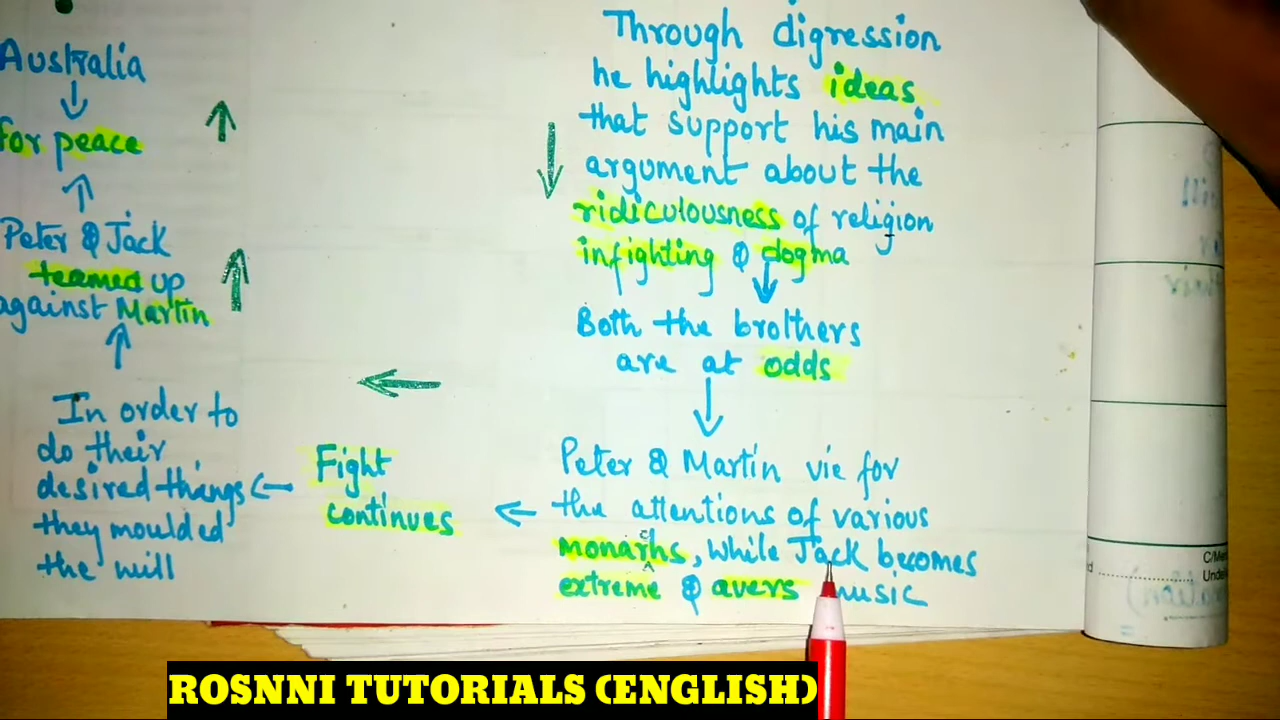 Through digression
he highlights ideas
that support his main
argument about the
ridiculousness of religion
infighting & dogma
Both the brothers
are at odds
Peter & Martin vie for
the attentions of various
monarchs, while Jack becomes
extreme & avers music
Fight
continues
In order to
do their
desired things
they moulded
the will
Peter & Jack
teamed up
against Martin
for peace
Australia
ROSNNI TUTORIALS (ENGLISH)